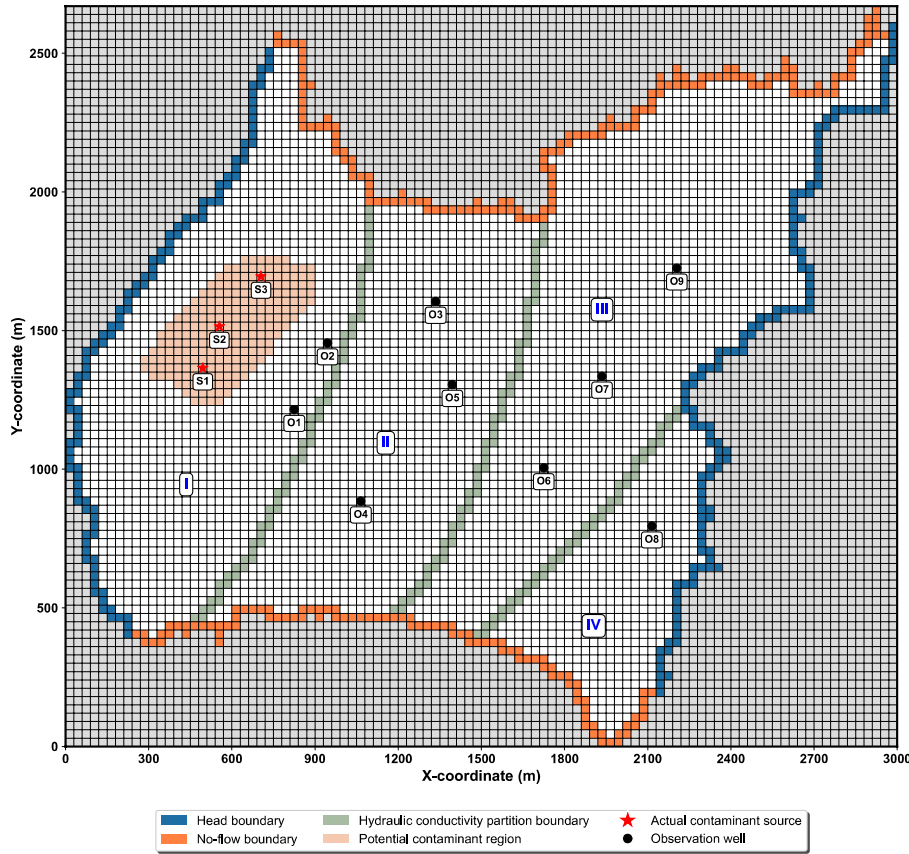 2500
2000
1500
1000
500
0
Y-coordinate (m)
S3
S2
S1
O9
O3
III
O2
O7
O5
O1
II
O6
I
O4
O8
IV
0 300 600 900 1200 1500 1800 2100 2400 2700 3000
X-coordinate (m)
Head boundary Hydraulic conductivity partition boundary Actual contaminant source
No-flow boundary Potential contaminant region Observation well